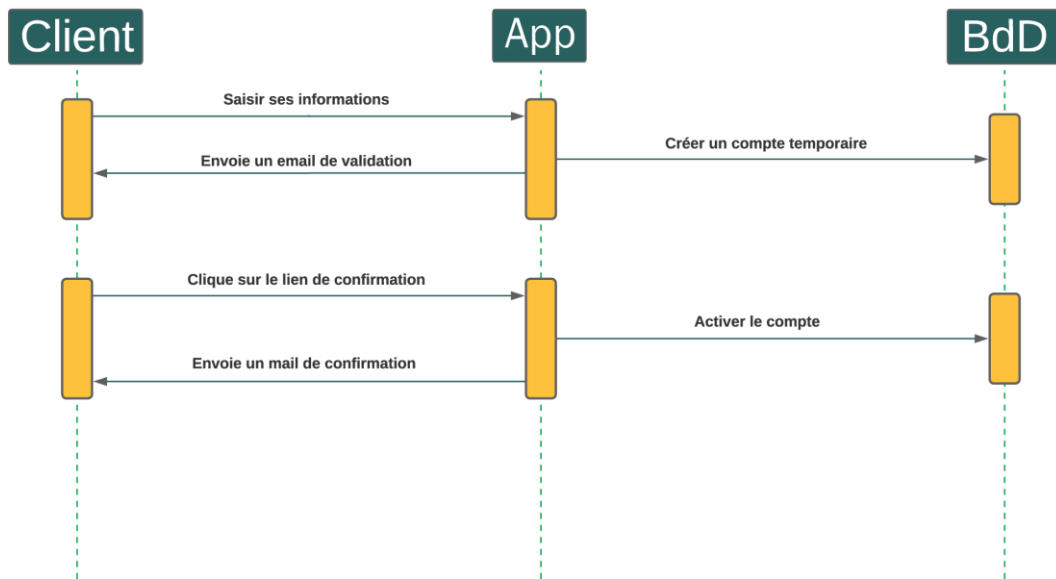 Client
App
BdD
Saisir ses informations
Créer un compte temporaire
Envoie un email de validation
Clique sur le lien de confirmation
Activer le compte
Envoie un mail de confirmation